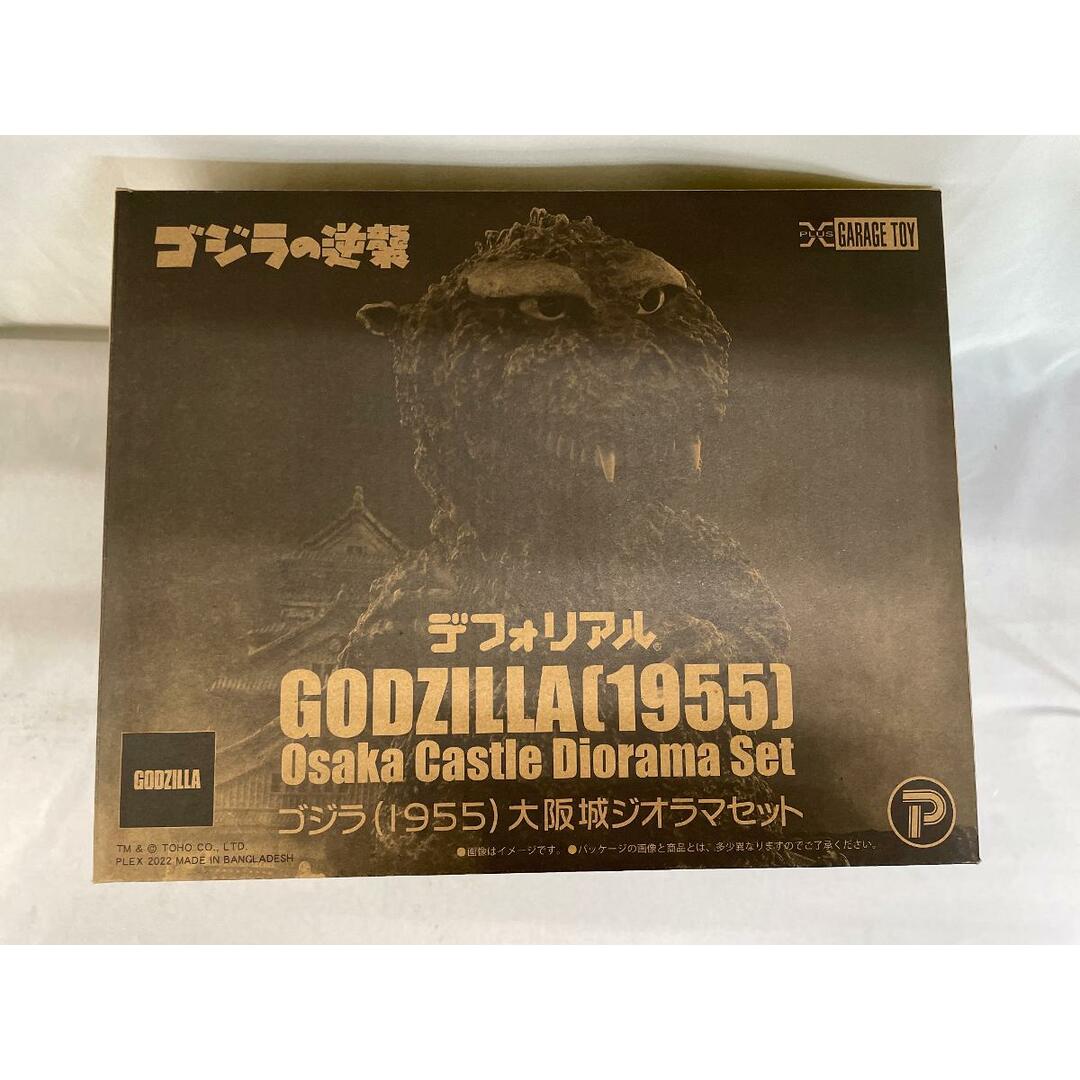 ゴジラの逆襲
X PLUS GARAGE TOY
デフォリアル®
GODZILLA(1955)
Osaka Castle Diorama Set
ゴジラ(1955)大阪城ジオラマセット
GODZILLA
P
TM & © TOHO CO., LTD.
PLEX 2022 MADE IN BANGLADESH
●画像はイメージです。 ●パッケージの画像と商品とは、多少異なりますのでご了承ください。